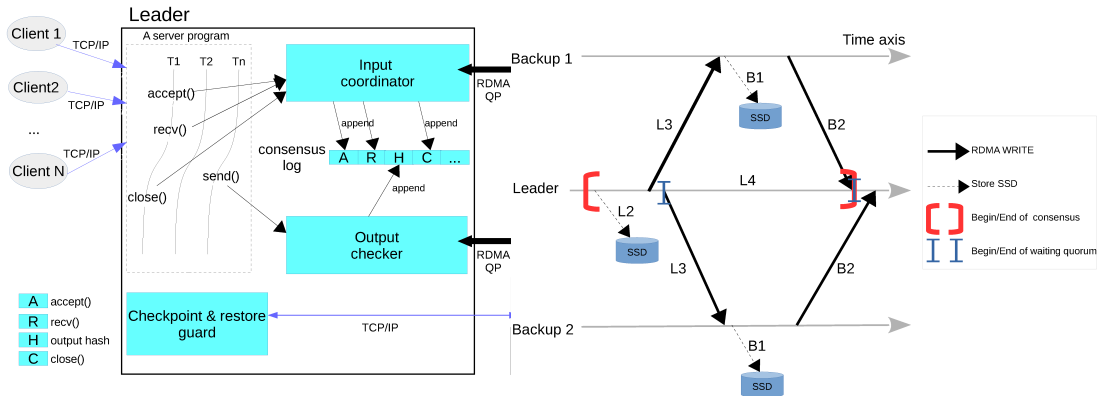 Leader
Client 1
TCP/IP
A server program
T1 T2 Tn
Client2
TCP/IP
accept()
recv()
...
TCP/IP
Client N
close()
send()
Input
coordinator
RDMA
QP
append
append
consensus
log
A R H C ...
append
Output
checker
RDMA
QP
A accept()
R recv()
H output hash
C close()
Checkpoint & restore
guard
TCP/IP
Time axis
Backup 1
B1
SSD
L3
B2
Leader
L4
L2
SSD
L3
B2
Backup 2
B1
SSD
RDMA WRITE
Store SSD
Begin/End of consensus
Begin/End of waiting quorum